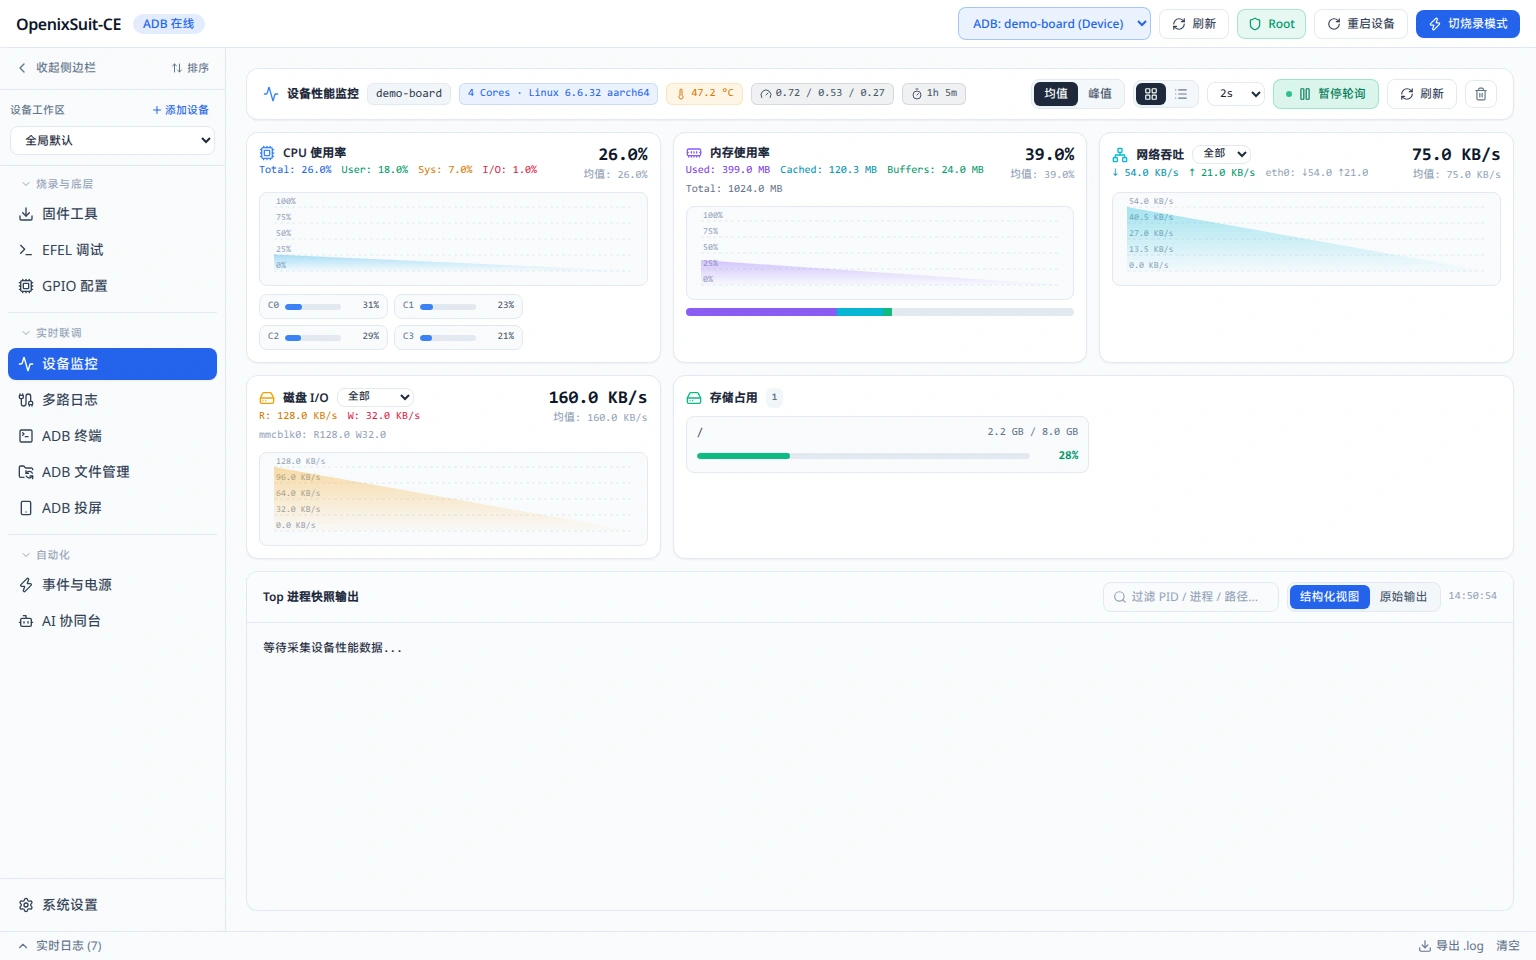 OpenixSuit-CE ADB 在线 ADB: demo-board (Device) 刷新 Root 重启设备 切烧录模式
收起侧边栏 排序
设备工作区 添加设备
全局默认
烧录与底层
固件工具
EFEL 调试
GPIO 配置
实时联调
设备监控
多路日志
ADB 终端
ADB 文件管理
ADB 投屏
自动化
事件与电源
AI 协同台
系统设置
设备性能监控 demo-board 4 Cores · Linux 6.6.32 aarch64 47.2 °C 0.72 / 0.53 / 0.27 1h 5m 均值 峰值 2s 暂停轮询 刷新
CPU 使用率 26.0%
Total: 26.0% User: 18.0% Sys: 7.0% I/O: 1.0% 均值: 26.0%
100%
75%
50%
25%
0%
C0 31% C1 23%
C2 29% C3 21%
内存使用率 39.0%
Used: 399.0 MB Cached: 120.3 MB Buffers: 24.0 MB 均值: 39.0%
Total: 1024.0 MB
100%
75%
50%
25%
0%
网络吞吐 全部 75.0 KB/s
↓ 54.0 KB/s ↑ 21.0 KB/s eth0: ↓54.0 ↑21.0 均值: 75.0 KB/s
54.0 KB/s
40.5 KB/s
27.0 KB/s
13.5 KB/s
0.0 KB/s
磁盘 I/O 全部 160.0 KB/s
R: 128.0 KB/s W: 32.0 KB/s 均值: 160.0 KB/s
mmcblk0: R128.0 W32.0
128.0 KB/s
96.0 KB/s
64.0 KB/s
32.0 KB/s
0.0 KB/s
存储占用 1
/ 2.2 GB / 8.0 GB
28%
Top 进程快照输出 过滤 PID / 进程 / 路径... 结构化视图 原始输出 14:50:54
等待采集设备性能数据...
实时日志 (7) 导出 .log 清空